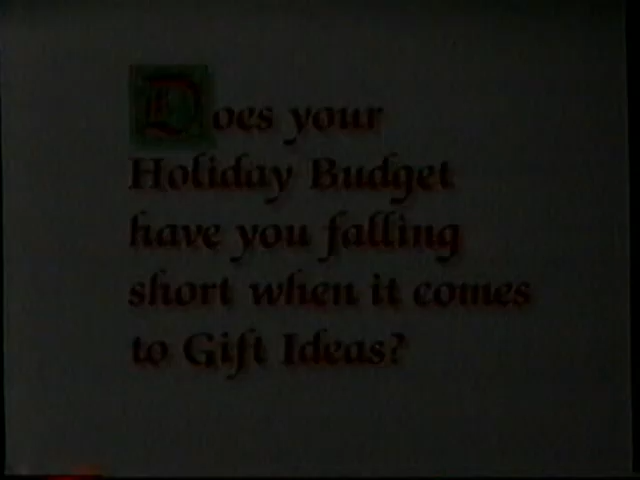 Does your
Holiday Budget
have you falling
short when it comes
to Gift Ideas?